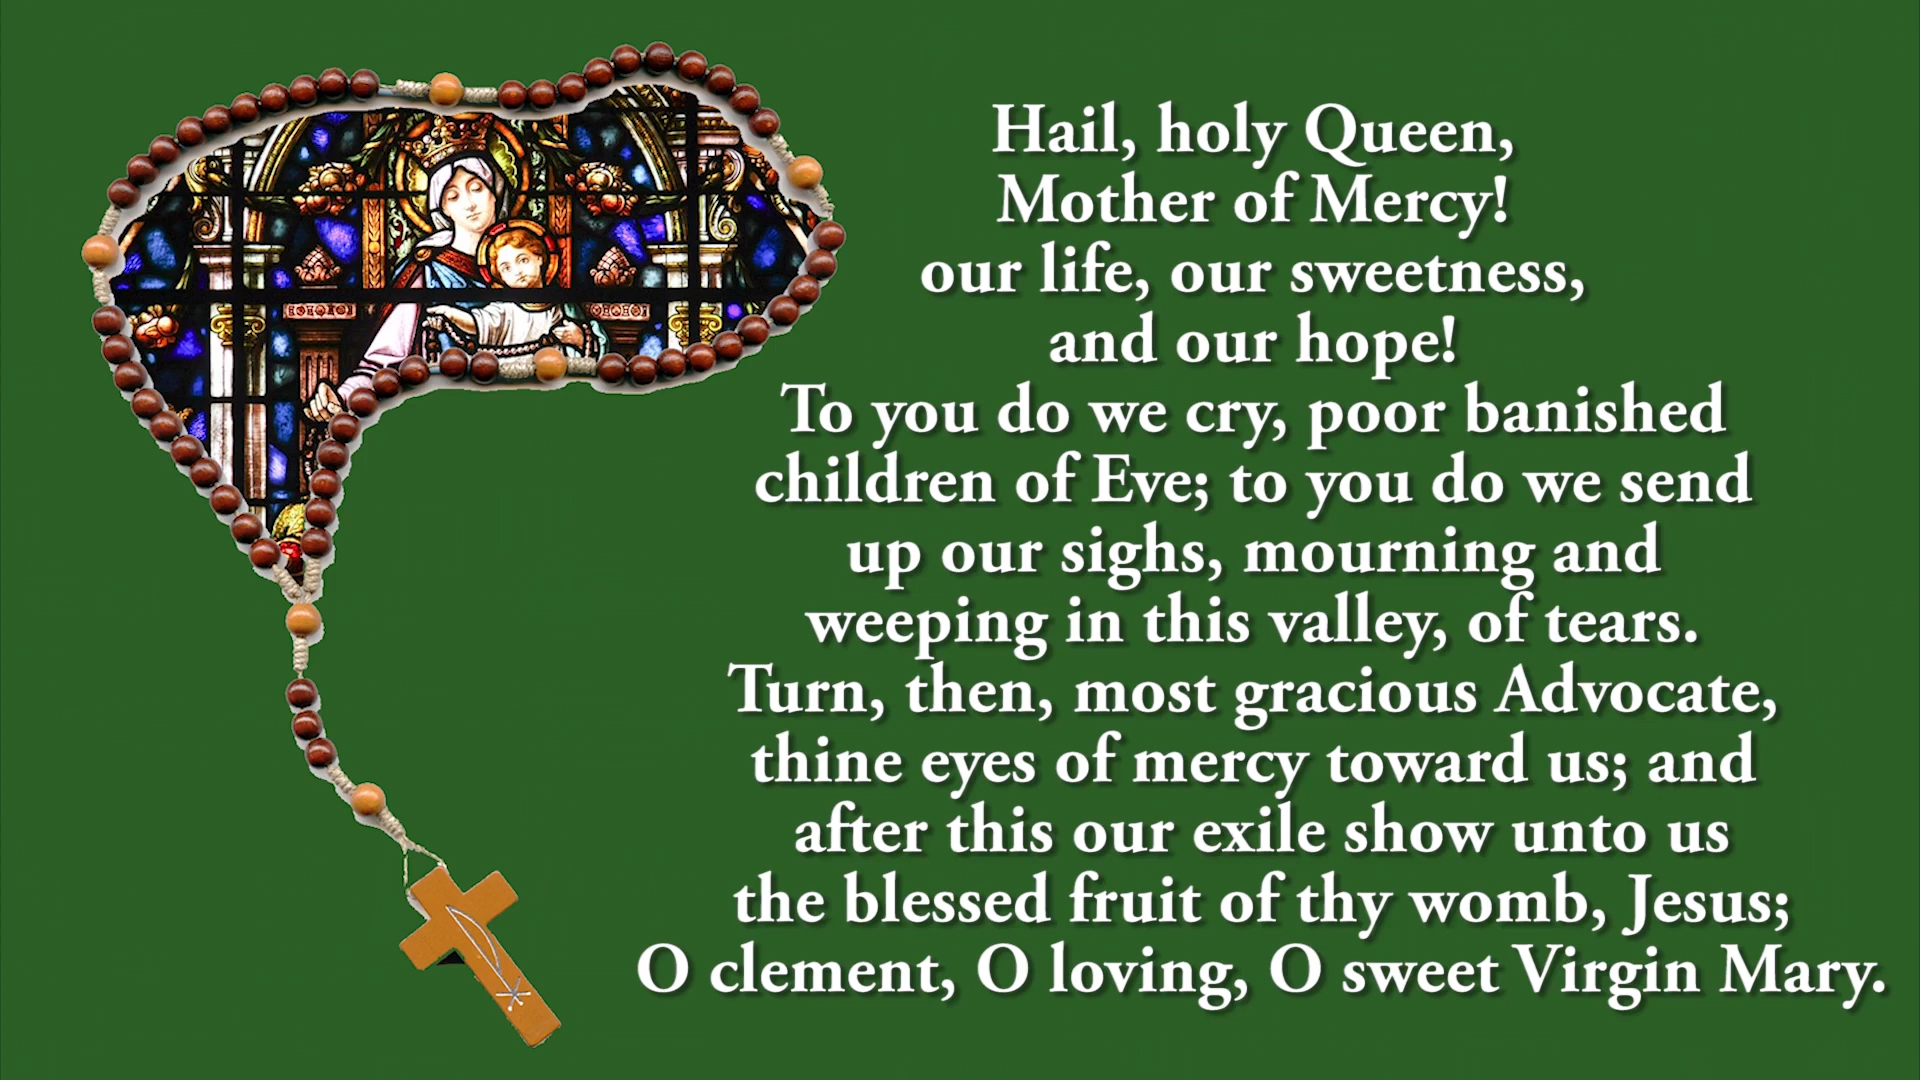 Hail, holy Queen,
Mother of Mercy!
our life, our sweetness,
and our hope!
To you do we cry, poor banished
children of Eve; to you do we send
up our sighs, mourning and
weeping in this valley, of tears.
Turn, then, most gracious Advocate,
thine eyes of mercy toward us; and
after this our exile show unto us
the blessed fruit of thy womb, Jesus;
O clement, O loving, O sweet Virgin Mary.